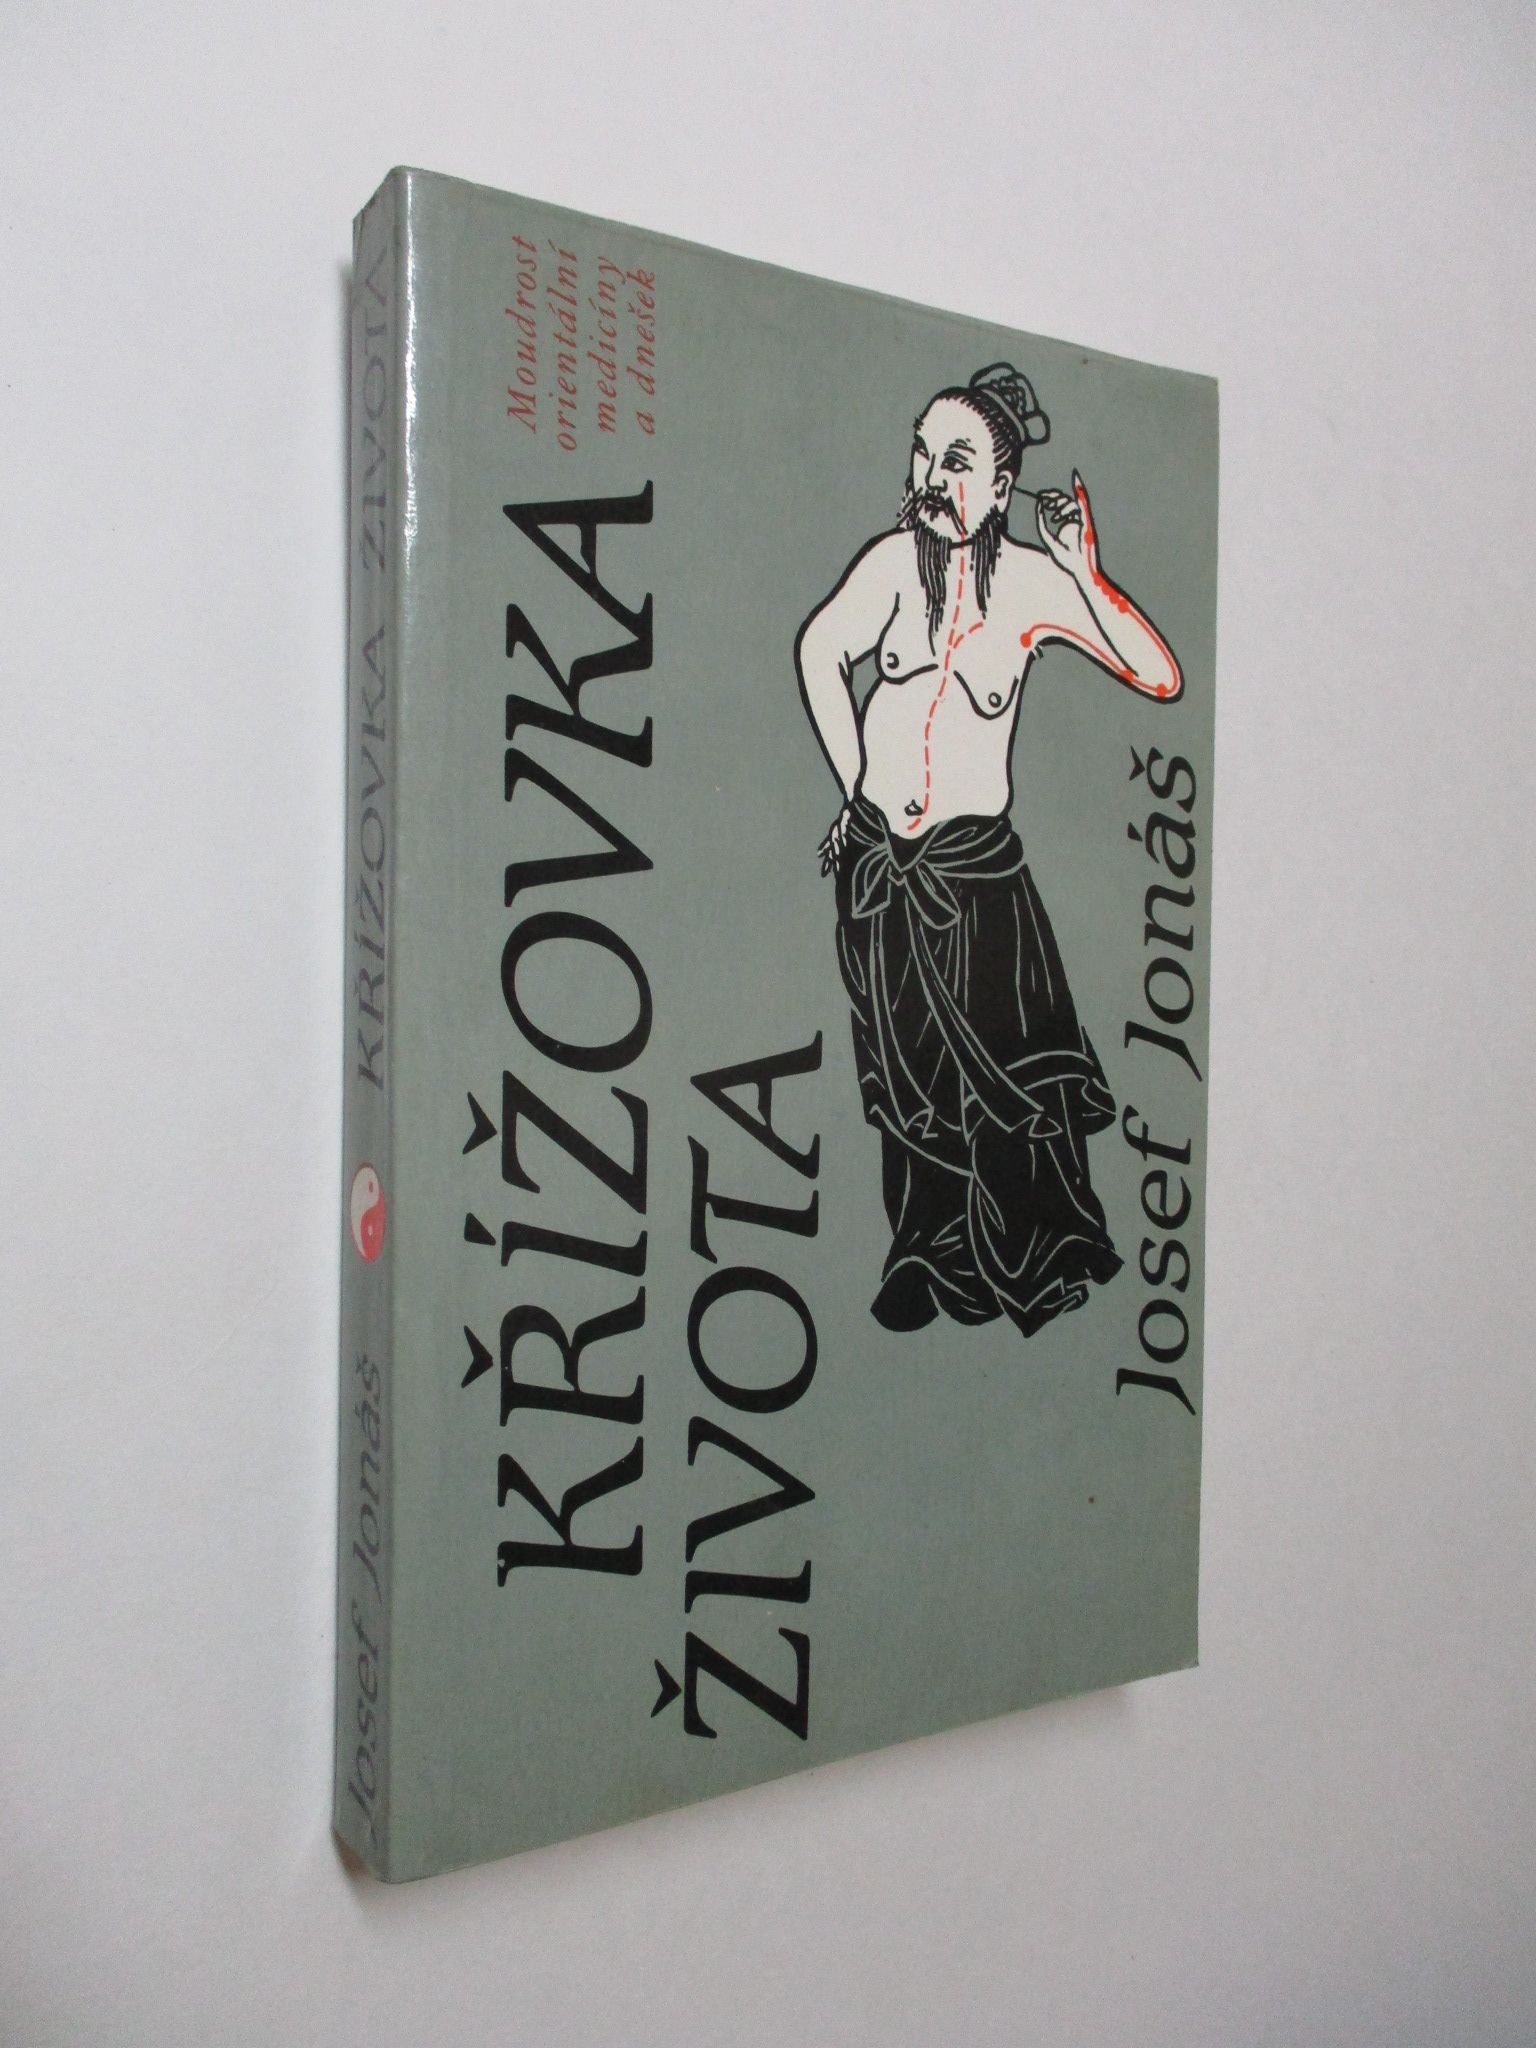 Josef Jonáš KŘÍŽOVKA ŽIVOTA
Moudrost
orientální
medicíny
a dnešek
KŘÍŽOVKA
ŽIVOTA
Josef Jonáš